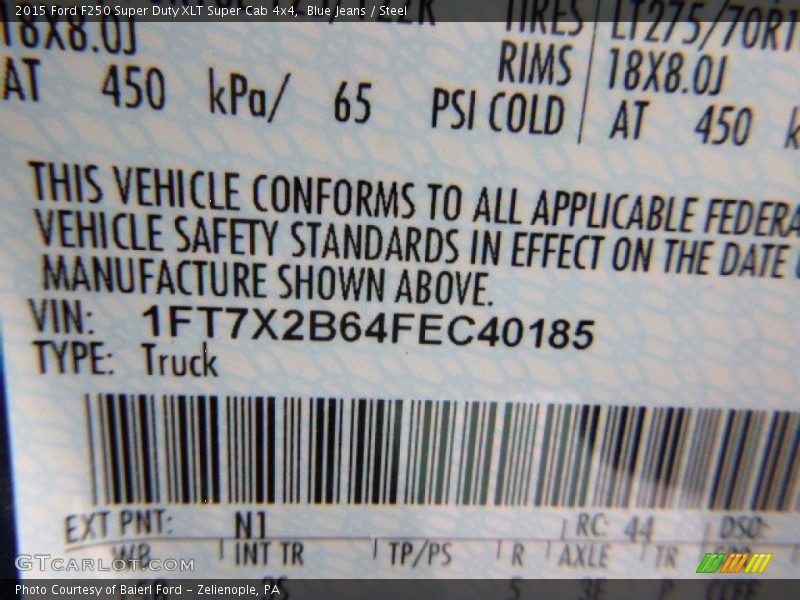 2015 Ford F250 Super Duty XLT Super Cab 4x4, Blue Jeans / Steel
TIRES LT275/70R1
18X8.0J RIMS 18X8.0J
AT 450 kPa/ 65 PSI COLD AT 450 k
THIS VEHICLE CONFORMS TO ALL APPLICABLE FEDERA
VEHICLE SAFETY STANDARDS IN EFFECT ON THE DATE
MANUFACTURE SHOWN ABOVE.
VIN: 1FT7X2B64FEC40185
TYPE: Truck
EXT PNT: N1 RC: 44 DSO:
WB INT TR TP/PS R AXLE TR
GTCarLot.com
Photo Courtesy of Baierl Ford - Zelienople, PA